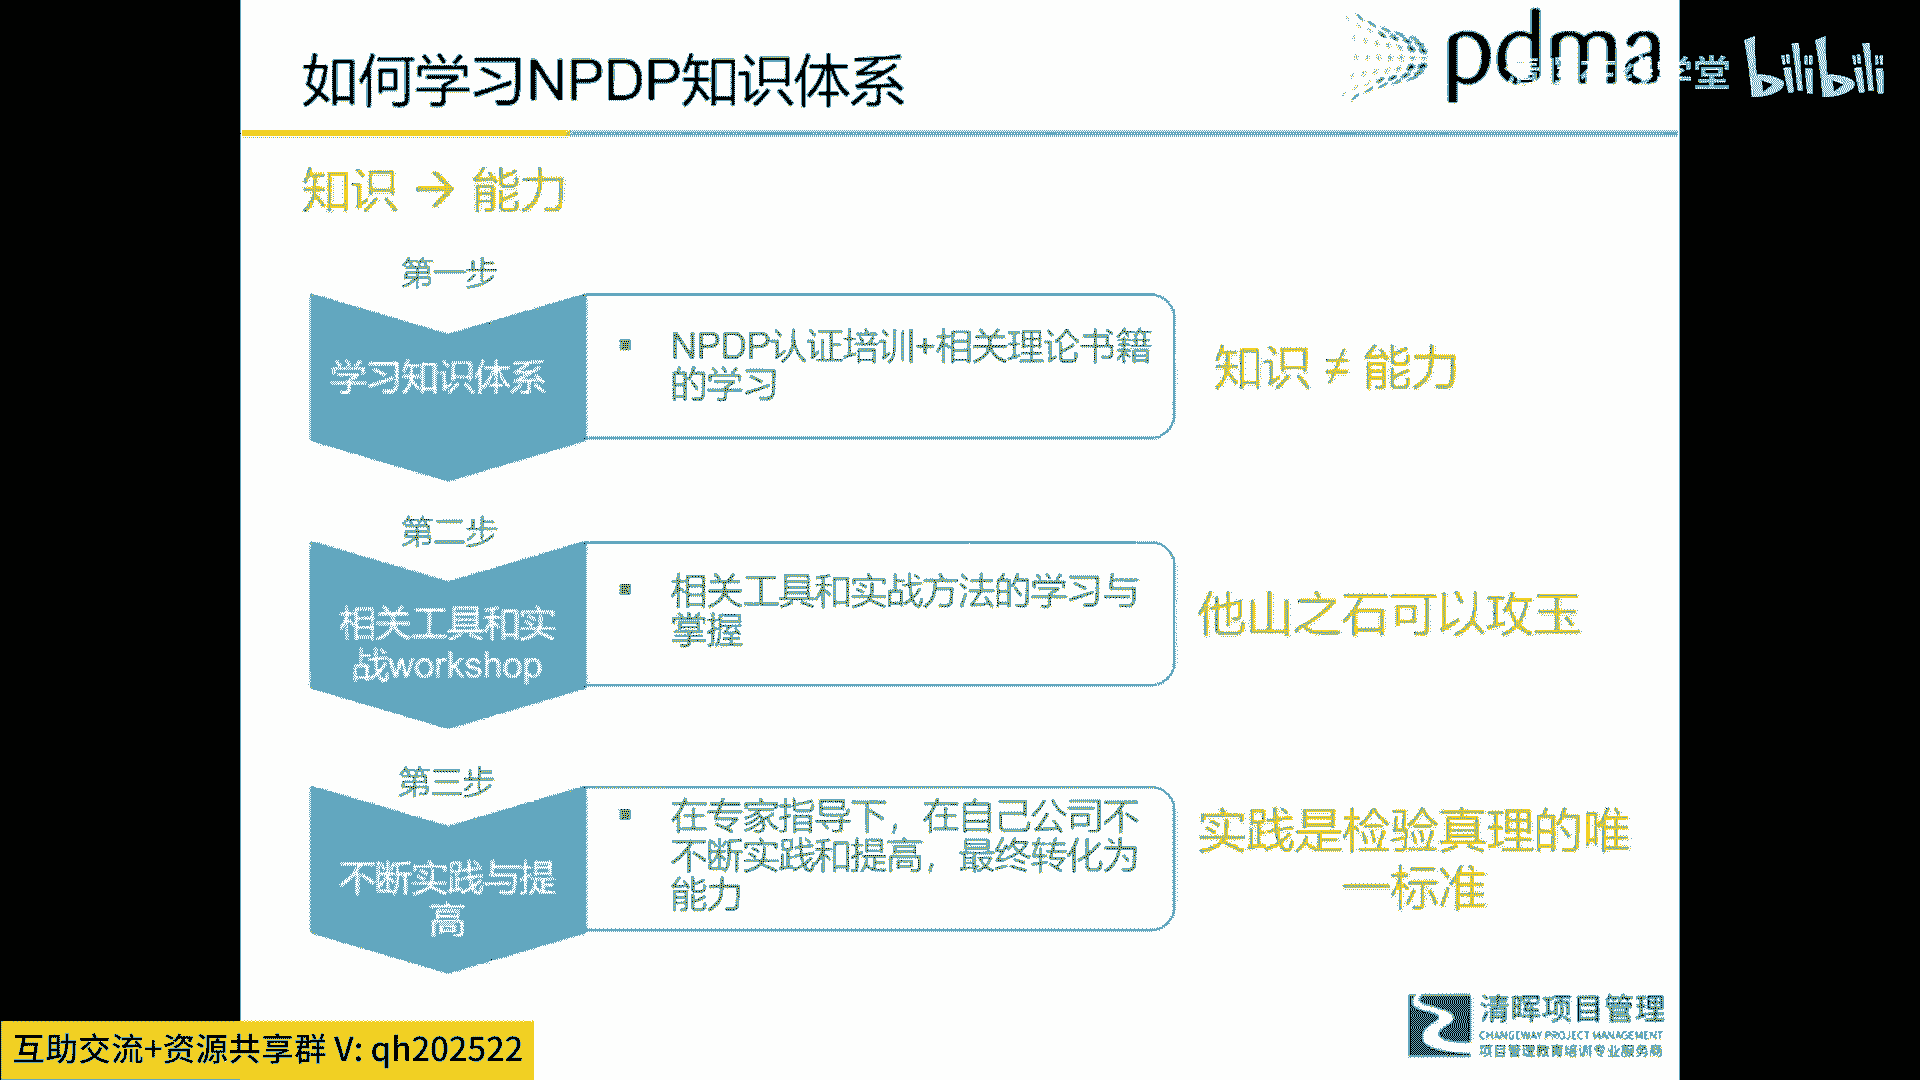 如何学习NPDP知识体系
pdma
学堂
bilibili
知识 → 能力
第一步
学习知识体系
▪ NPDP认证培训+相关理论书籍
的学习
知识 ≠ 能力
第二步
相关工具和实
战workshop
▪ 相关工具和实战方法的学习与
掌握
他山之石可以攻玉
第三步
不断实践与提
高
▪ 在专家指导下，在自己公司不
不断实践和提高，最终转化为
能力
实践是检验真理的唯
一标准
清晖项目管理
CHANGEWAY PROJECT MANAGEMENT
项目管理教育培训专业服务商
互助交流+资源共享群 V: qh202522